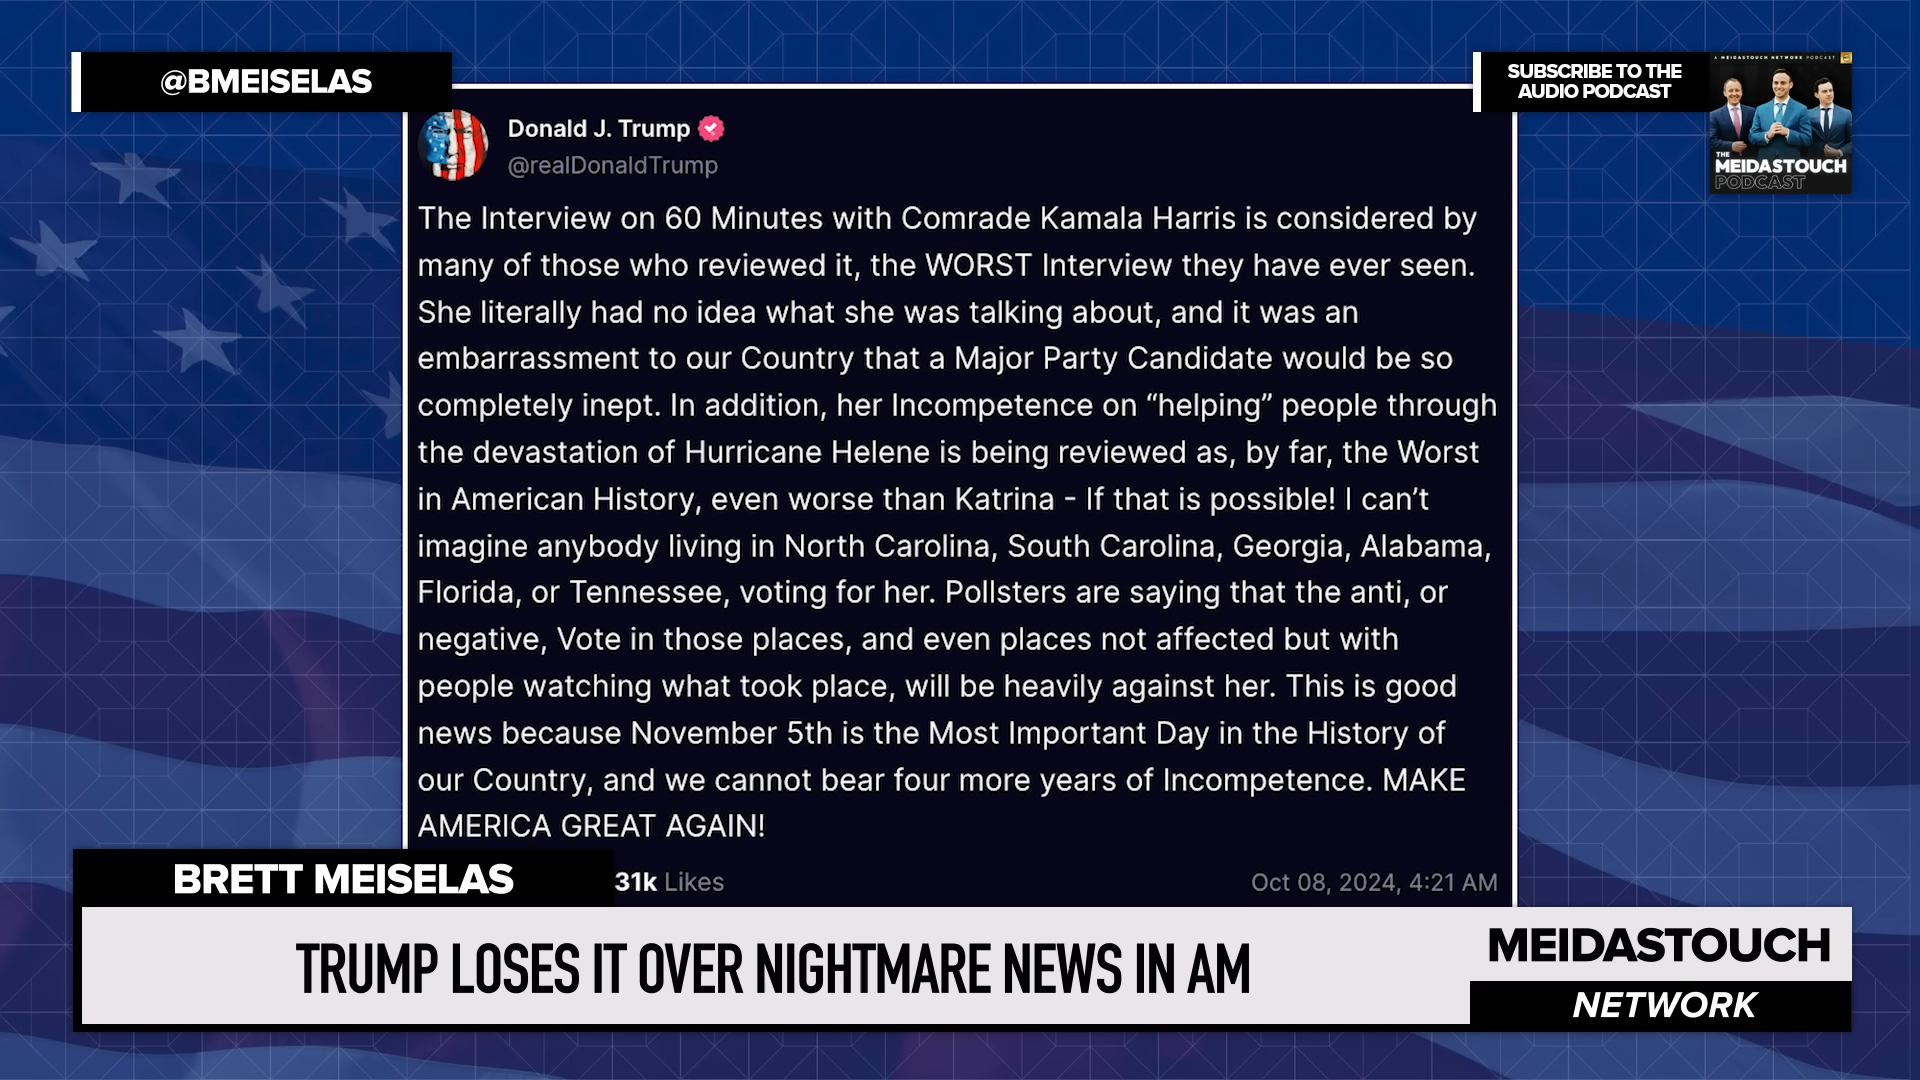 @BMEISELAS
SUBSCRIBE TO THE
AUDIO PODCAST
A MEIDASTOUCH NETWORK PODCAST
THE
MEIDASTOUCH
PODCAST
Donald J. Trump
@realDonaldTrump
The Interview on 60 Minutes with Comrade Kamala Harris is considered by
many of those who reviewed it, the WORST Interview they have ever seen.
She literally had no idea what she was talking about, and it was an
embarrassment to our Country that a Major Party Candidate would be so
completely inept. In addition, her Incompetence on “helping” people through
the devastation of Hurricane Helene is being reviewed as, by far, the Worst
in American History, even worse than Katrina - If that is possible! I can’t
imagine anybody living in North Carolina, South Carolina, Georgia, Alabama,
Florida, or Tennessee, voting for her. Pollsters are saying that the anti, or
negative, Vote in those places, and even places not affected but with
people watching what took place, will be heavily against her. This is good
news because November 5th is the Most Important Day in the History of
our Country, and we cannot bear four more years of Incompetence. MAKE
AMERICA GREAT AGAIN!
31k Likes
Oct 08, 2024, 4:21 AM
BRETT MEISELAS
TRUMP LOSES IT OVER NIGHTMARE NEWS IN AM
MEIDASTOUCH
NETWORK